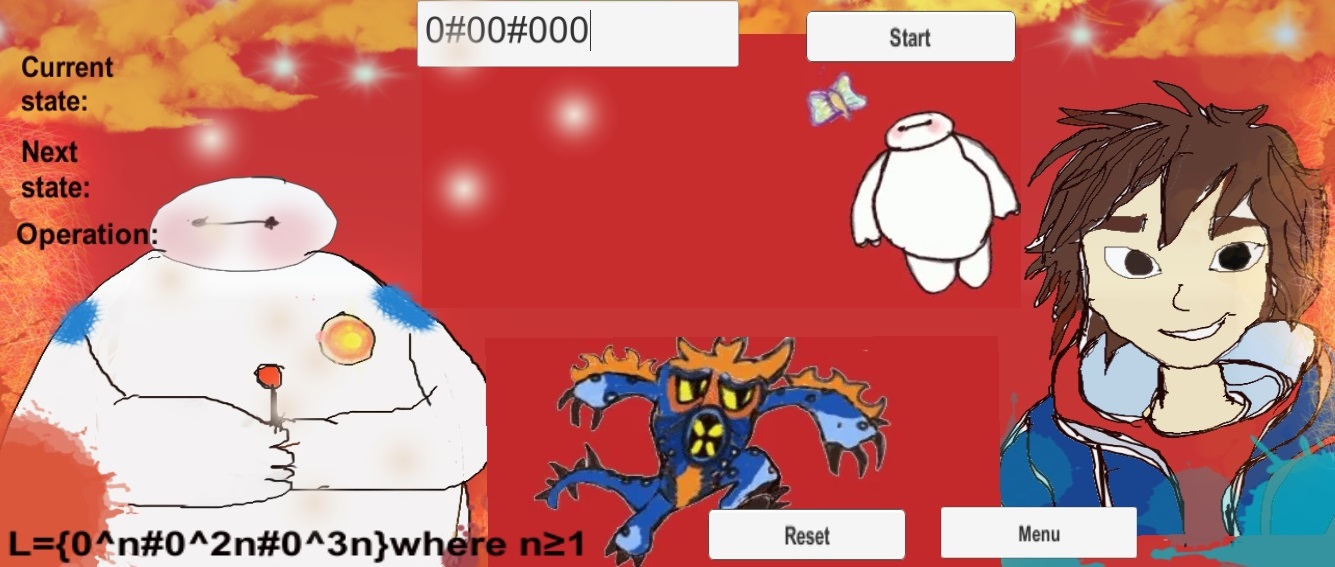 0#00#000
Start
Current
state:
Next
state:
Operation:
Reset
Menu
L={0^n#0^2n#0^3n}where n≥1